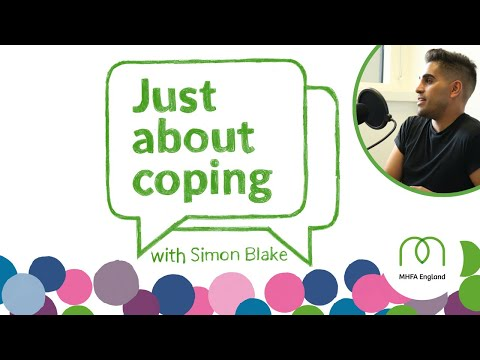 Just
about
coping
with Simon Blake
MHFA England